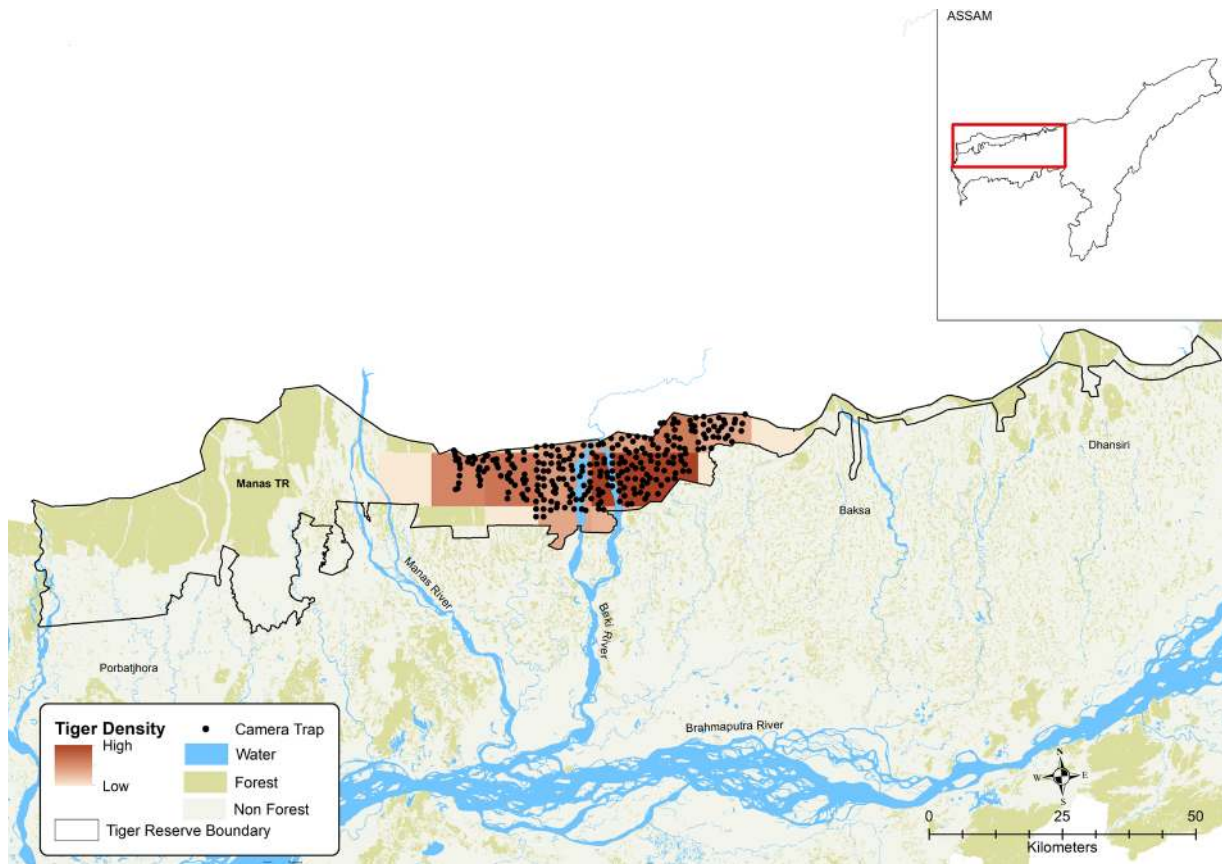 ASSAM
Manas TR
Dhansiri
Baksa
Manas River
Beki River
Porbatjhora
Brahmaputra River
Tiger Density
High
Low
Camera Trap
Water
Forest
Non Forest
Tiger Reserve Boundary
N
W E
S
0 25 50
Kilometers